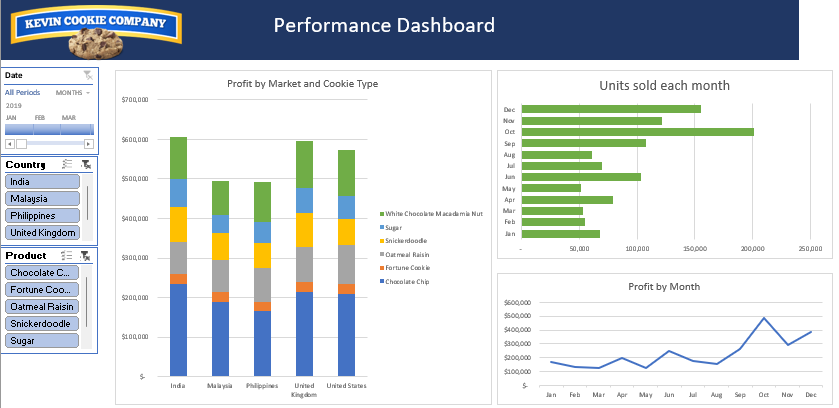 KEVIN COOKIE COMPANY
Performance Dashboard
Date
All Periods MONTHS
2019
JAN FEB MAR
Country
India
Malaysia
Philippines
United Kingdom
Product
Chocolate C...
Fortune Coo...
Oatmeal Raisin
Snickerdoodle
Sugar
Profit by Market and Cookie Type
$700,000
$600,000
$500,000
$400,000
$300,000
$200,000
$100,000
$-
India Malaysia Philippines United Kingdom United States
White Chocolate Macadamia Nut
Sugar
Snickerdoodle
Oatmeal Raisin
Fortune Cookie
Chocolate Chip
Units sold each month
Dec
Nov
Oct
Sep
Aug
Jul
Jun
May
Apr
Mar
Feb
Jan
- 50,000 100,000 150,000 200,000 250,000
Profit by Month
$600,000
$500,000
$400,000
$300,000
$200,000
$100,000
$-
Jan Feb Mar Apr May Jun Jul Aug Sep Oct Nov Dec